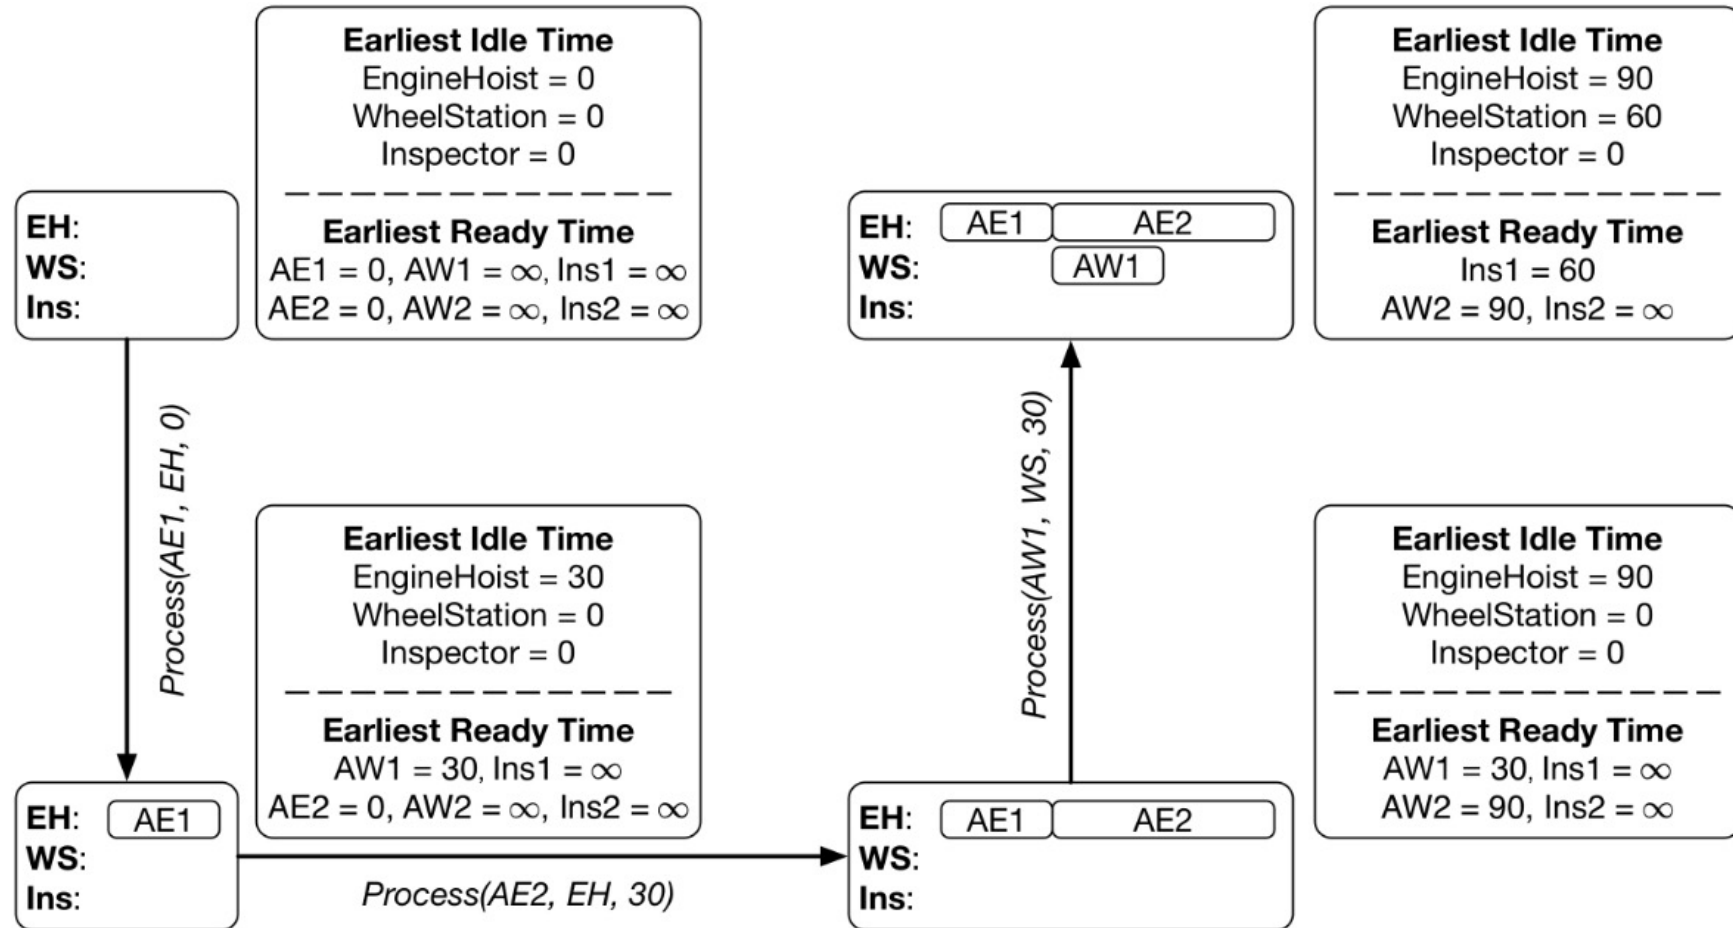 Earliest Idle Time
EngineHoist = 0
WheelStation = 0
Inspector = 0
Earliest Ready Time
AE1 = 0, AW1 = ∞, Ins1 = ∞
AE2 = 0, AW2 = ∞, Ins2 = ∞
EH:
WS:
Ins:
Process(AE1, EH, 0)
Earliest Idle Time
EngineHoist = 30
WheelStation = 0
Inspector = 0
Earliest Ready Time
AW1 = 30, Ins1 = ∞
AE2 = 0, AW2 = ∞, Ins2 = ∞
EH: AE1
WS:
Ins:
Process(AE2, EH, 30)
EH: AE1 AE2
WS:
Ins:
Earliest Idle Time
EngineHoist = 90
WheelStation = 0
Inspector = 0
Earliest Ready Time
AW1 = 30, Ins1 = ∞
AW2 = 90, Ins2 = ∞
Process(AW1, WS, 30)
EH: AE1 AE2
WS: AW1
Ins:
Earliest Idle Time
EngineHoist = 90
WheelStation = 60
Inspector = 0
Earliest Ready Time
Ins1 = 60
AW2 = 90, Ins2 = ∞